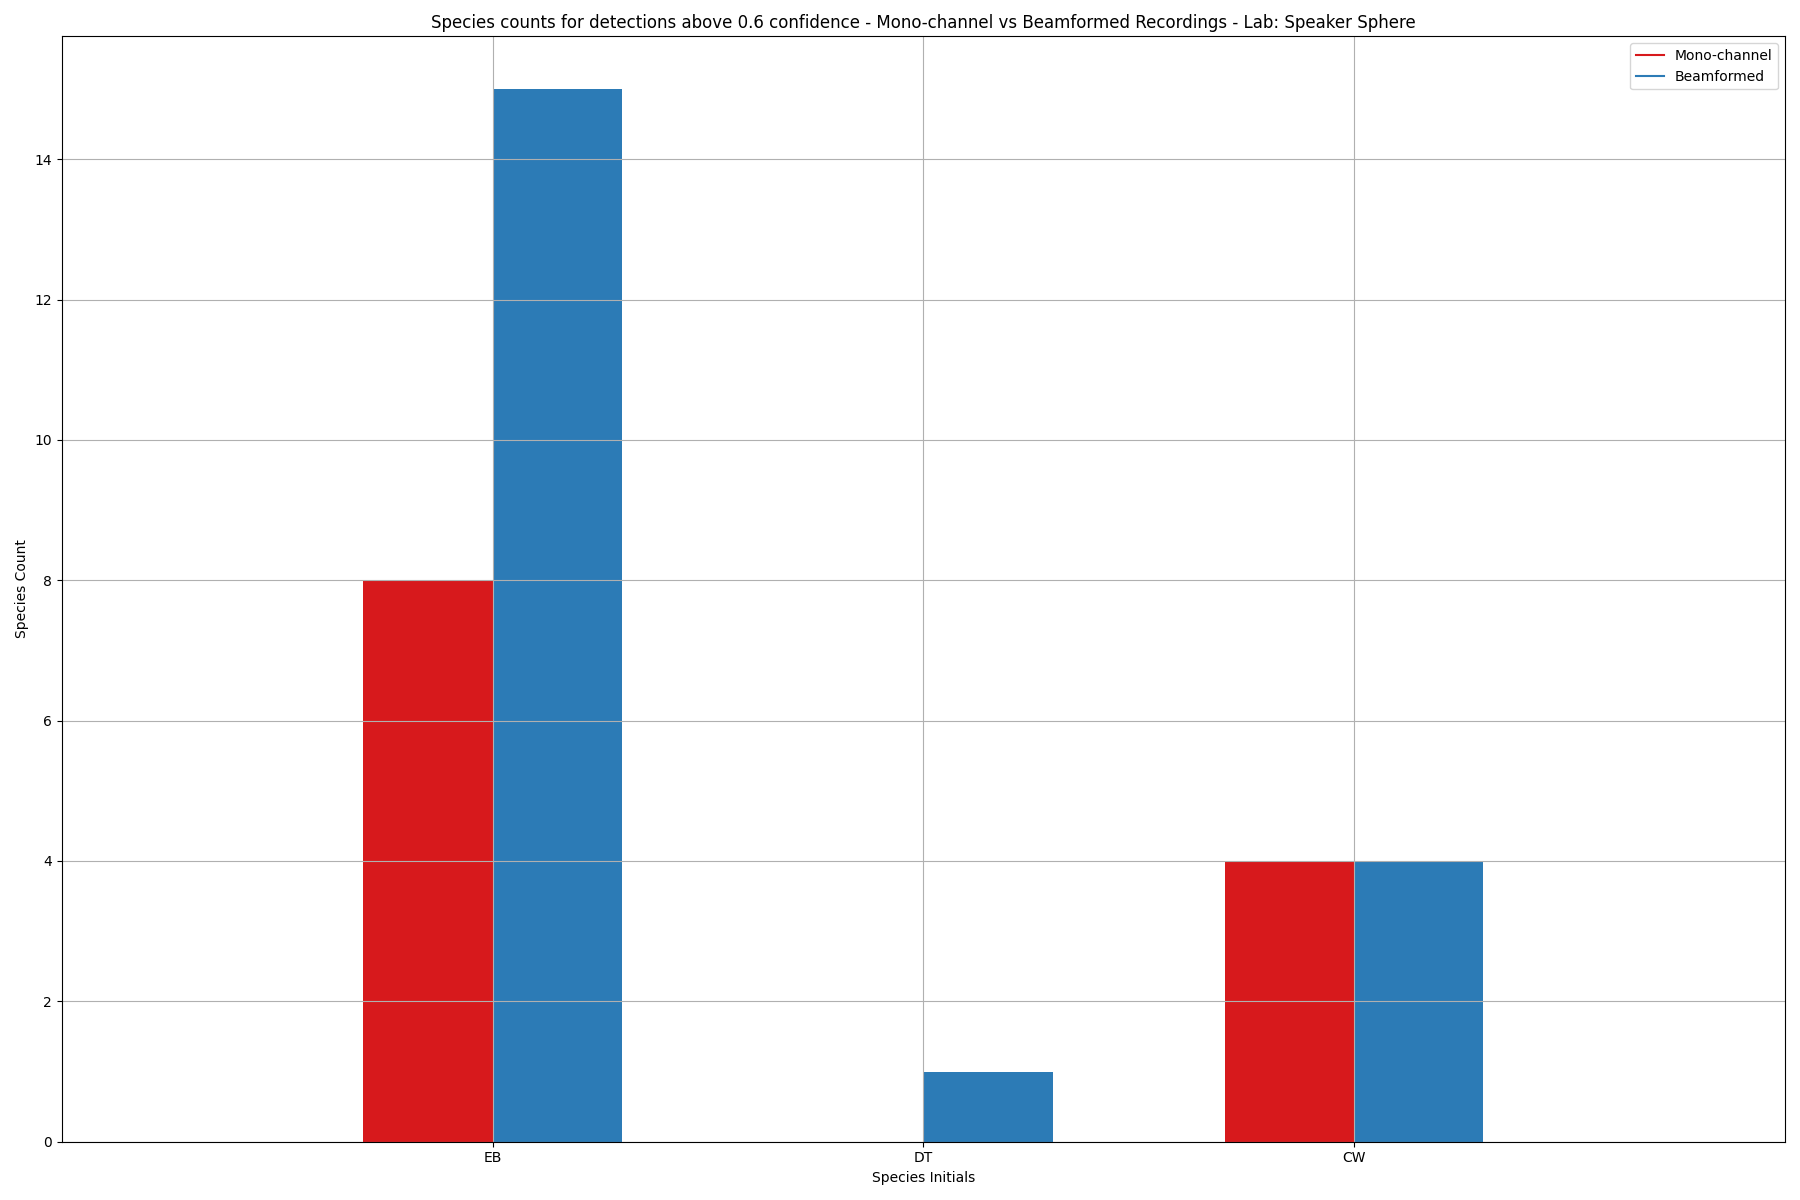 Species counts for detections above 0.6 confidence - Mono-channel vs Beamformed Recordings - Lab: Speaker Sphere
Mono-channel
Beamformed
14
12
10
8
6
4
2
0
Species Count
EB
DT
CW
Species Initials